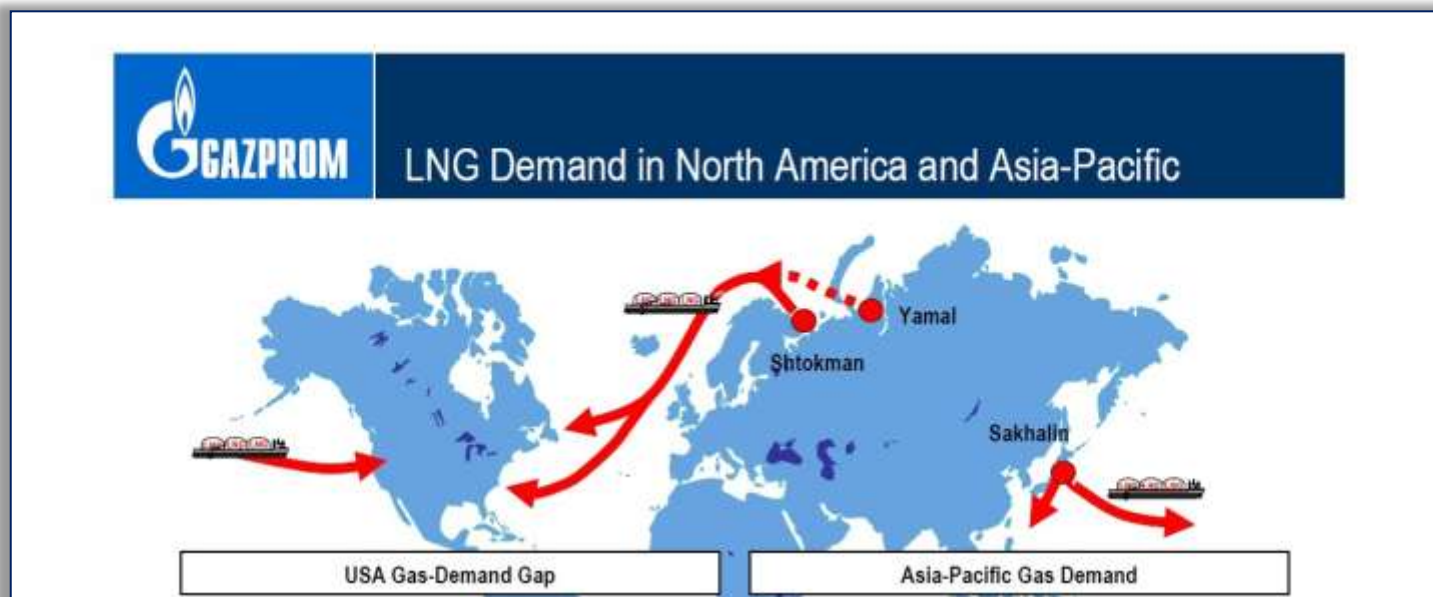 GAZPROM
LNG Demand in North America and Asia-Pacific
Yamal
Shtokman
Sakhalin
USA Gas-Demand Gap
Asia-Pacific Gas Demand